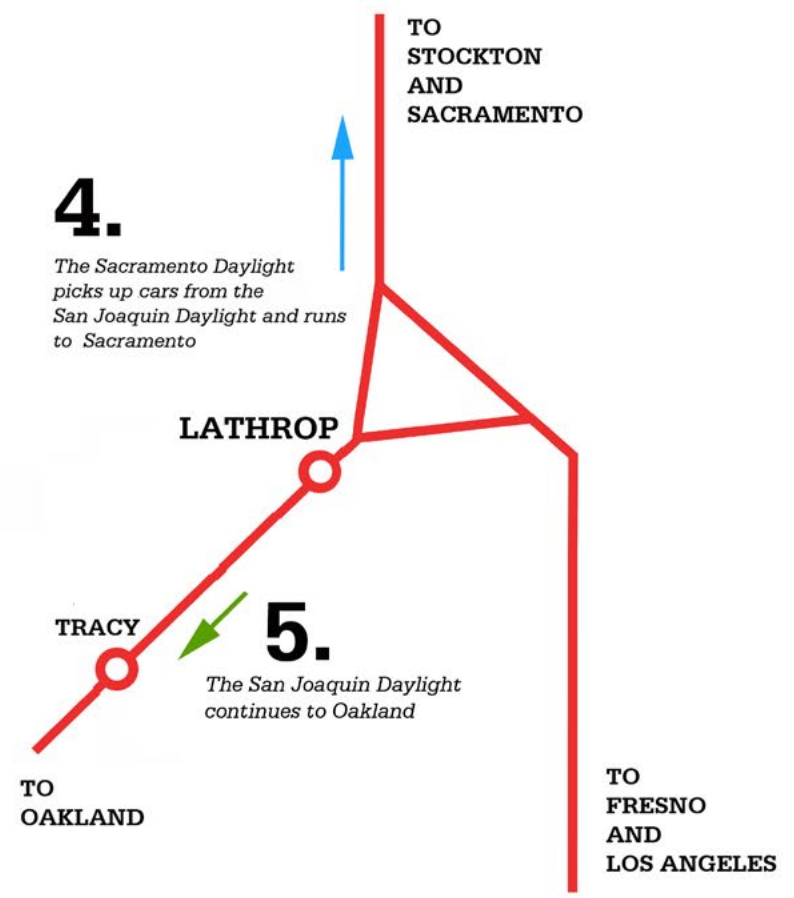 TO
STOCKTON
AND
SACRAMENTO
4.
The Sacramento Daylight
picks up cars from the
San Joaquin Daylight and runs
to Sacramento
LATHROP
TRACY
5.
The San Joaquin Daylight
continues to Oakland
TO
OAKLAND
TO
FRESNO
AND
LOS ANGELES